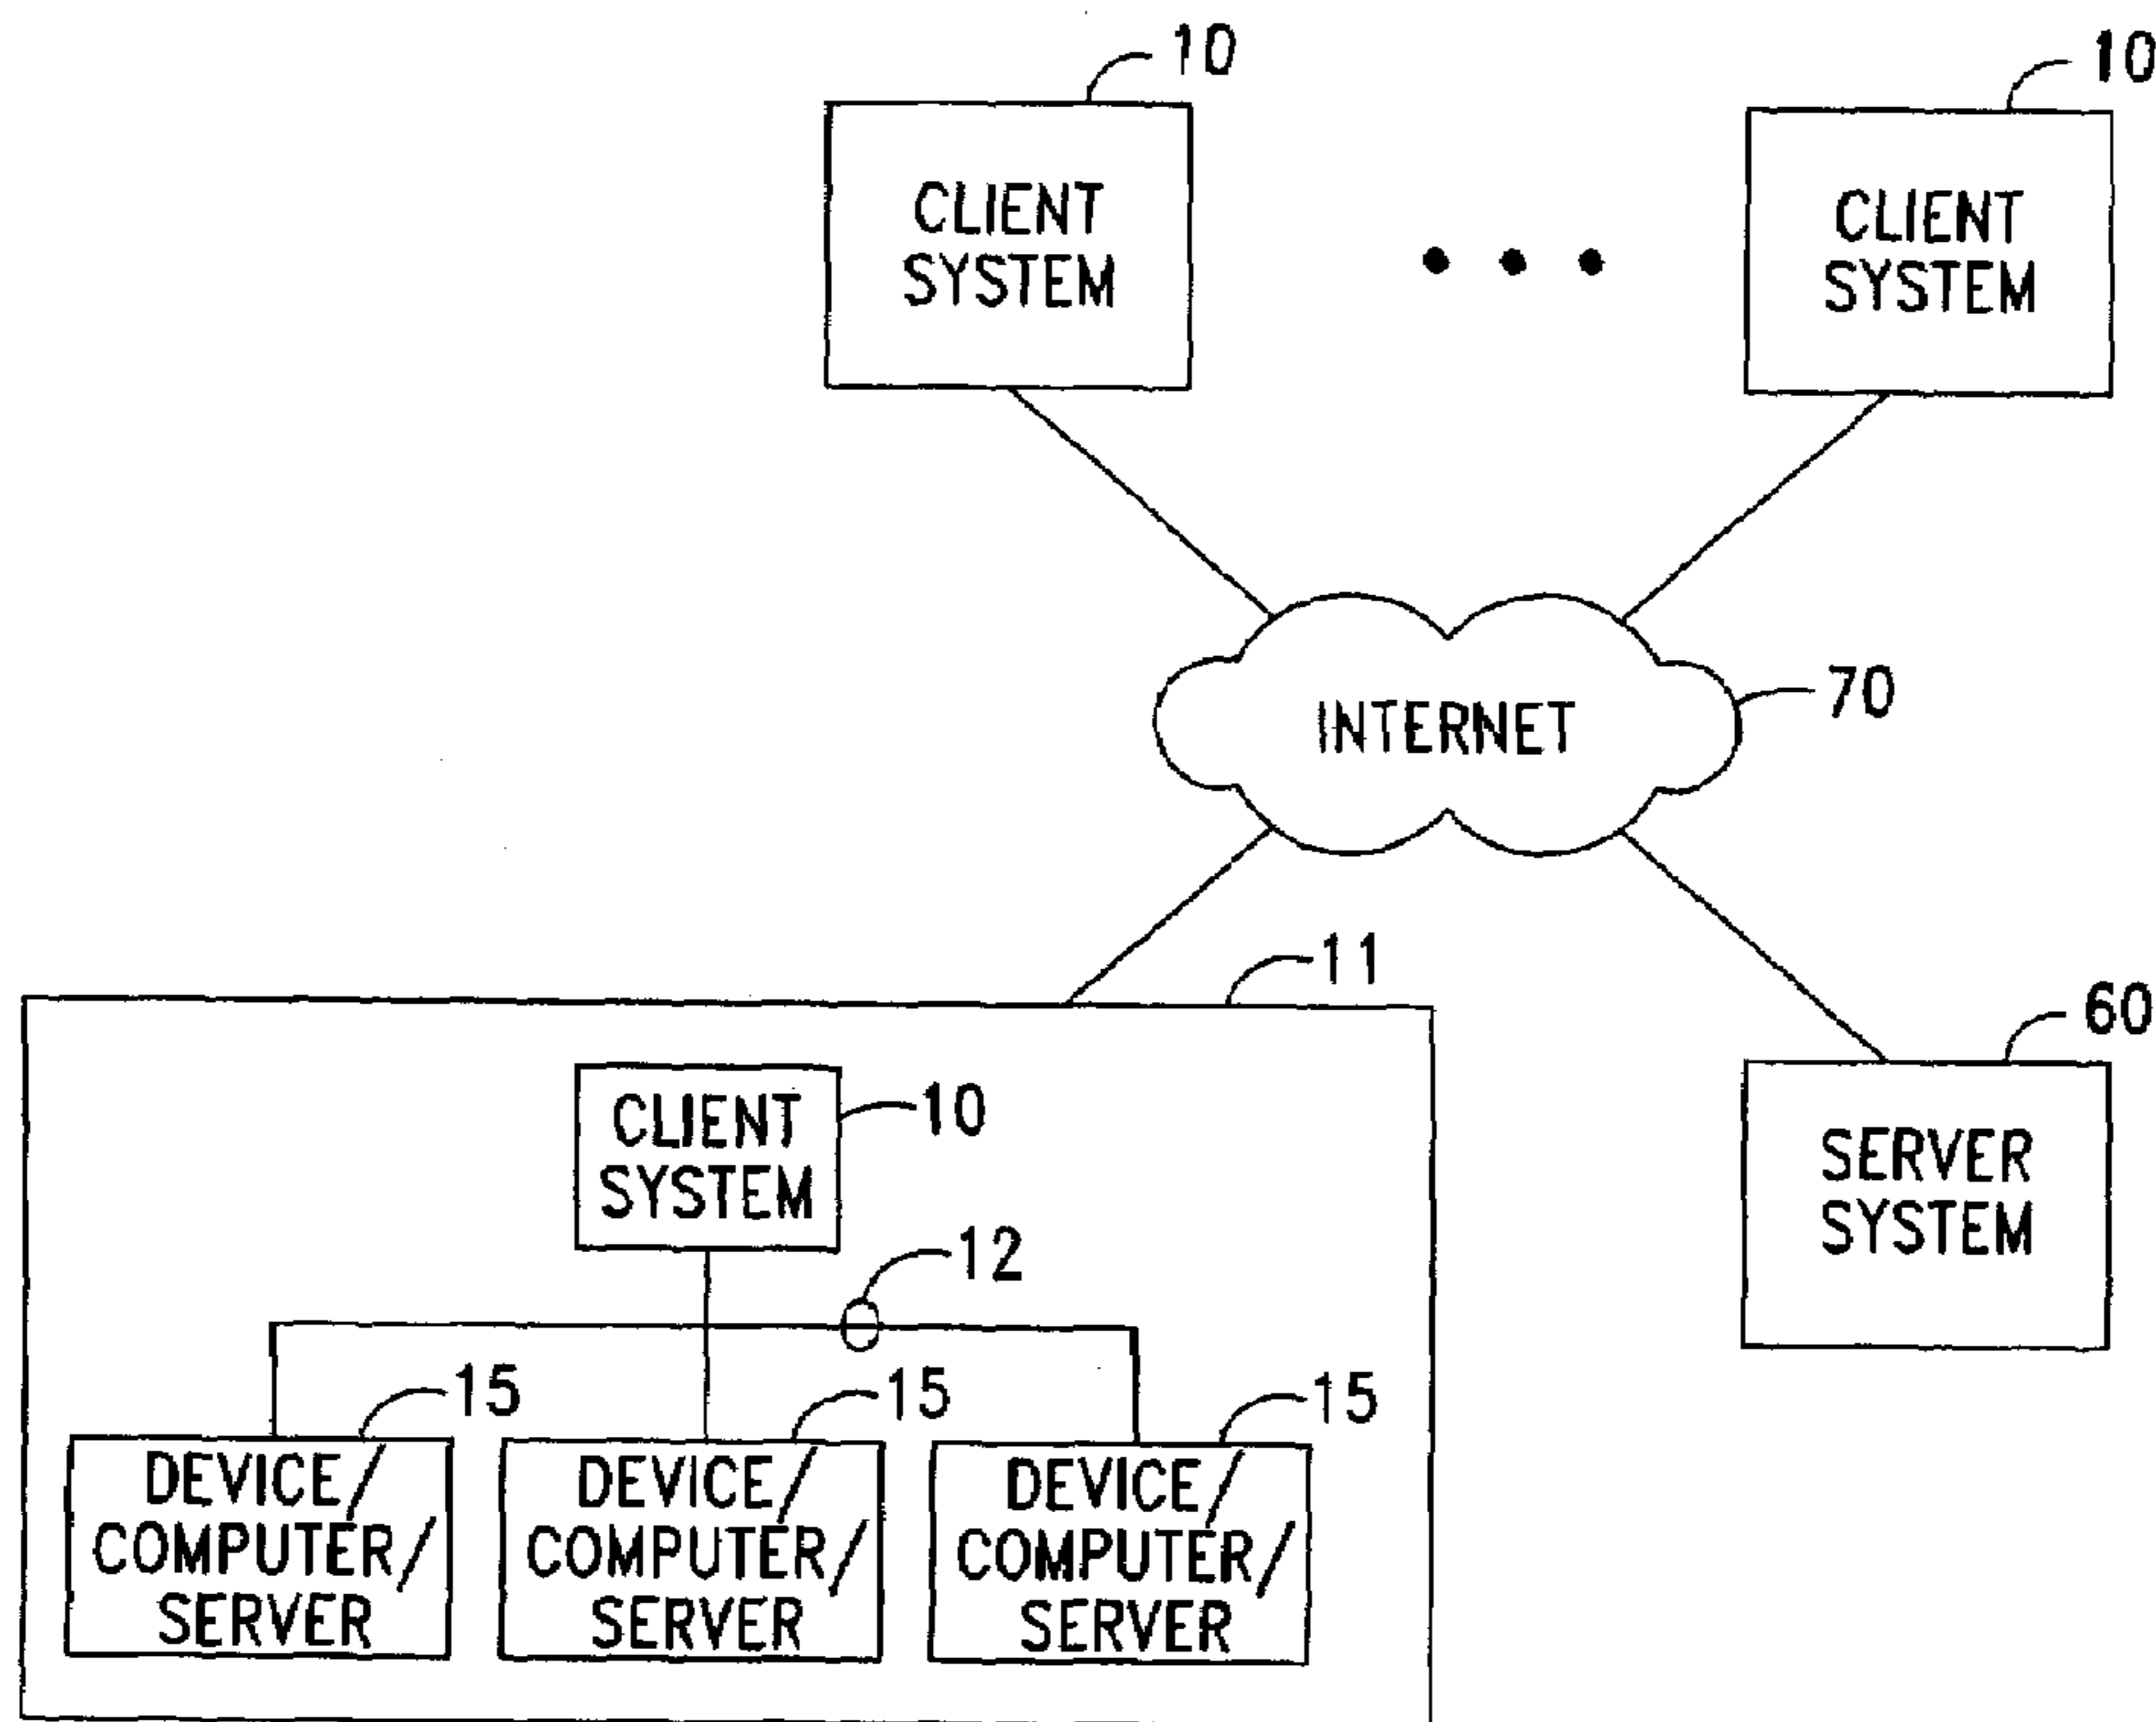 10
10
CLIENT
SYSTEM
CLIENT
SYSTEM
INTERNET
70
11
60
CLIENT
SYSTEM
10
SERVER
SYSTEM
12
15
15
15
DEVICE/
COMPUTER/
SERVER
DEVICE/
COMPUTER/
SERVER
DEVICE/
COMPUTER/
SERVER